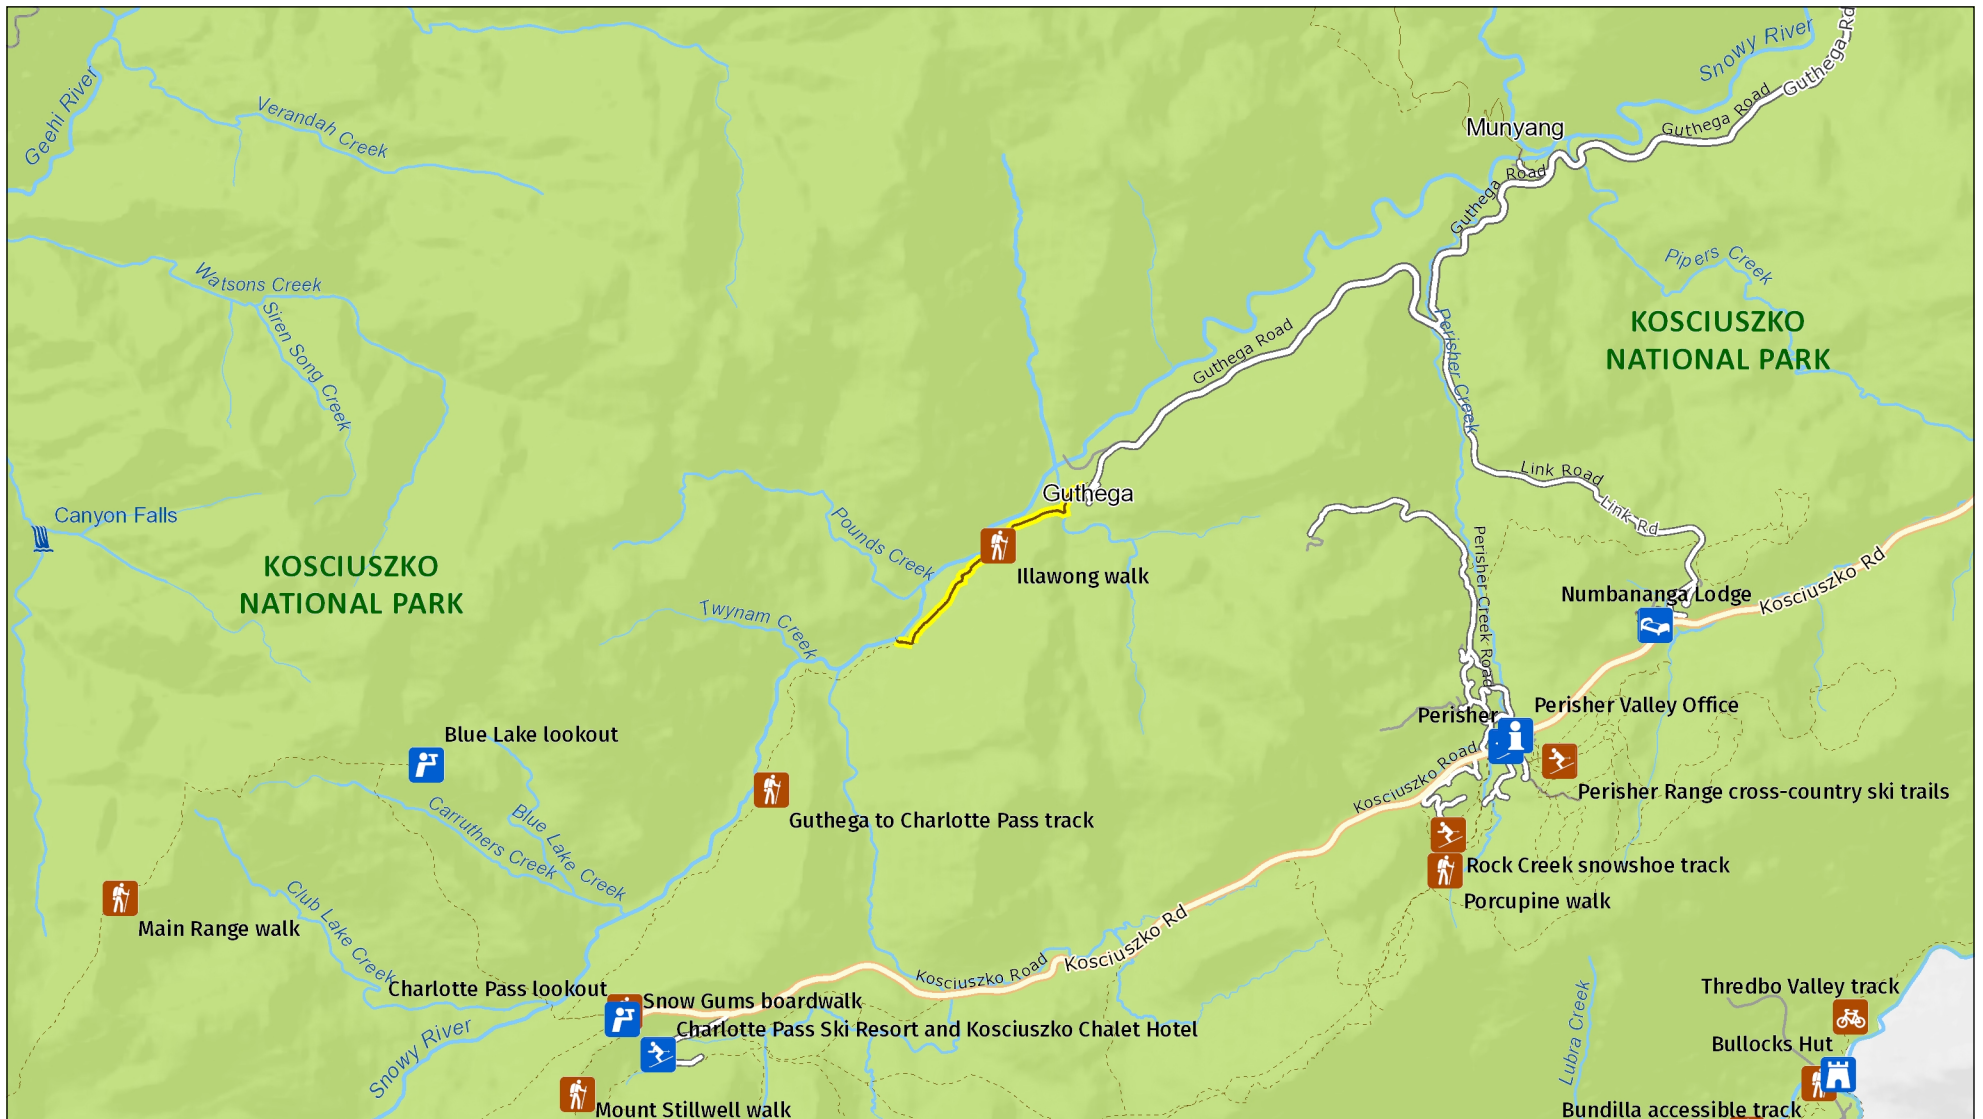 Snowy River
Guthega Rd
Geehi River
Verandah Creek
Guthega Road
Munyang
Guthega Road
Watsons Creek
Siren Song Creek
Pipers Creek
KOSCIUSZKO
NATIONAL PARK
Guthega Road
Perisher Creek
Link Road
Link Rd
Guthega
Canyon Falls
Pounds Creek
KOSCIUSZKO
NATIONAL PARK
Illawong walk
Twynam Creek
Perisher Creek Road
Kosciuszko Rd
Numbananga Lodge
Perisher Valley Office
Perisher
Blue Lake lookout
Kosciuszko Road
Perisher Range cross-country ski trails
Guthega to Charlotte Pass track
Carruthers Creek
Blue Lake Creek
Rock Creek snowshoe track
Porcupine walk
Main Range walk
Club Lake Creek
Kosciuszko Rd
Kosciuszko Road
Charlotte Pass lookout
Snow Gums boardwalk
Charlotte Pass Ski Resort and Kosciuszko Chalet Hotel
Snowy River
Mount Stillwell walk
Lubra Creek
Thredbo Valley track
Bullocks Hut
Bundilla accessible track